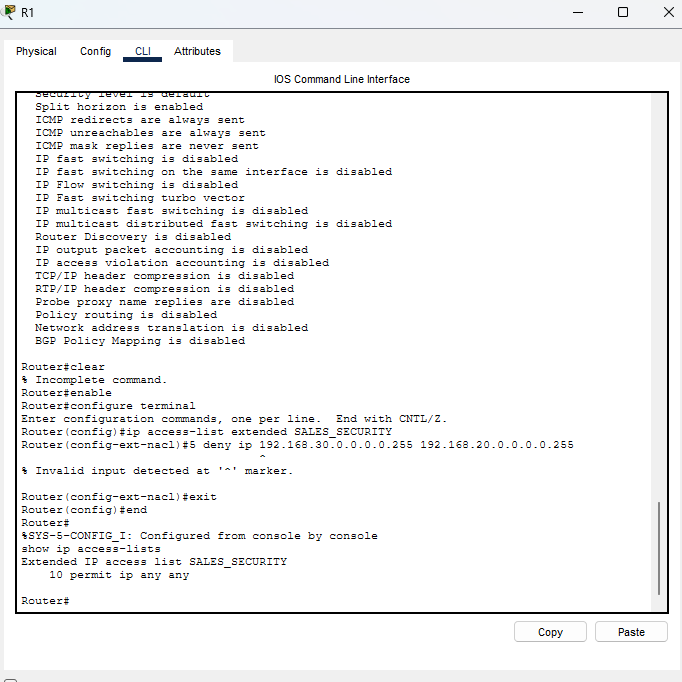 R1
Physical Config CLI Attributes
IOS Command Line Interface
Security level is default
Split horizon is enabled
ICMP redirects are always sent
ICMP unreachables are always sent
ICMP mask replies are never sent
IP fast switching is disabled
IP fast switching on the same interface is disabled
IP Flow switching is disabled
IP Fast switching turbo vector
IP multicast fast switching is disabled
IP multicast distributed fast switching is disabled
Router Discovery is disabled
IP output packet accounting is disabled
IP access violation accounting is disabled
TCP/IP header compression is disabled
RTP/IP header compression is disabled
Probe proxy name replies are disabled
Policy routing is disabled
Network address translation is disabled
BGP Policy Mapping is disabled
Router#clear
% Incomplete command.
Router#enable
Router#configure terminal
Enter configuration commands, one per line.  End with CNTL/Z.
Router(config)#ip access-list extended SALES_SECURITY
Router(config-ext-nacl)#5 deny ip 192.168.30.0.0.0.0.255 192.168.20.0.0.0.0.255
^
% Invalid input detected at '^' marker.
Router(config-ext-nacl)#exit
Router(config)#end
Router#
%SYS-5-CONFIG_I: Configured from console by console
show ip access-lists
Extended IP access list SALES_SECURITY
10 permit ip any any
Router#
Copy Paste